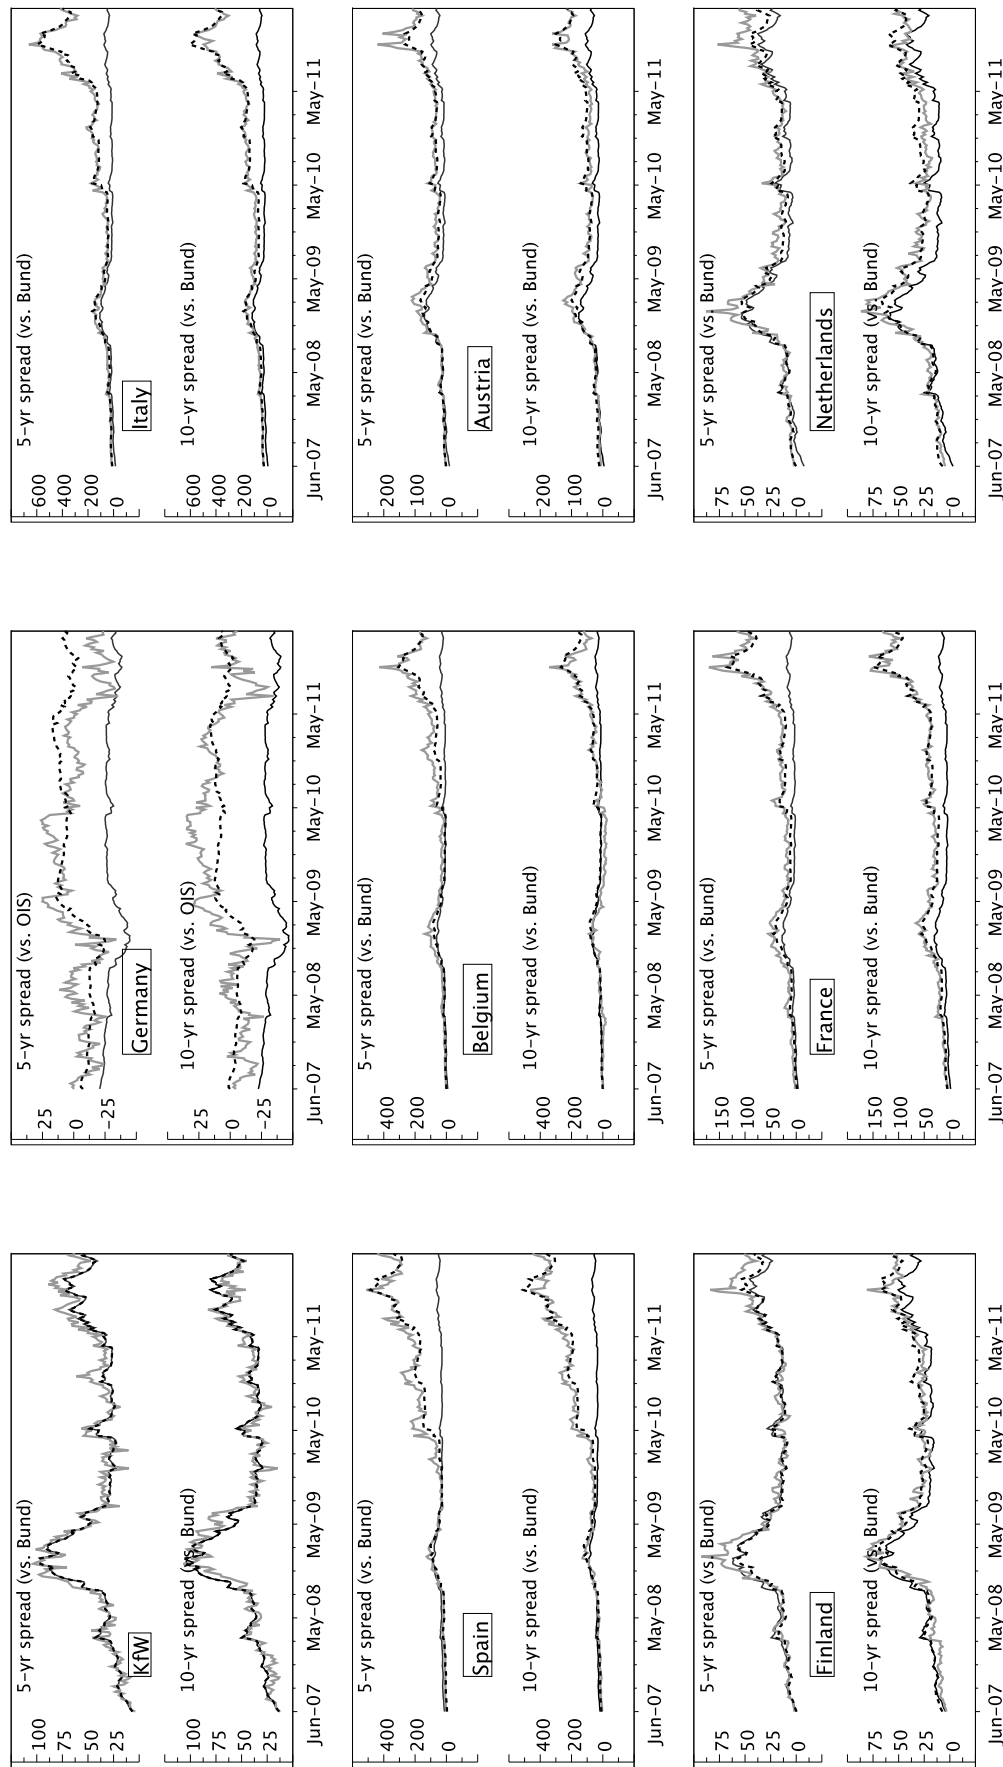 5−yr spread (vs. Bund)
100
75
50
25
KfW
10−yr spread (vs. Bund)
100
75
50
25
Jun−07 May−08 May−09 May−10 May−11
5−yr spread (vs. OIS)
25
0
−25
Germany
10−yr spread (vs. OIS)
25
0
−25
Jun−07 May−08 May−09 May−10 May−11
5−yr spread (vs. Bund)
600
400
200
0
Italy
10−yr spread (vs. Bund)
600
400
200
0
Jun−07 May−08 May−09 May−10 May−11
5−yr spread (vs. Bund)
400
200
0
Spain
10−yr spread (vs. Bund)
400
200
0
Jun−07 May−08 May−09 May−10 May−11
5−yr spread (vs. Bund)
400
200
0
Belgium
10−yr spread (vs. Bund)
400
200
0
Jun−07 May−08 May−09 May−10 May−11
5−yr spread (vs. Bund)
200
100
0
Austria
10−yr spread (vs. Bund)
200
100
0
Jun−07 May−08 May−09 May−10 May−11
5−yr spread (vs. Bund)
75
50
25
0
Finland
10−yr spread (vs. Bund)
75
50
25
0
Jun−07 May−08 May−09 May−10 May−11
5−yr spread (vs. Bund)
150
100
50
0
France
10−yr spread (vs. Bund)
150
100
50
0
Jun−07 May−08 May−09 May−10 May−11
5−yr spread (vs. Bund)
75
50
25
0
Netherlands
10−yr spread (vs. Bund)
75
50
25
0
Jun−07 May−08 May−09 May−10 May−11